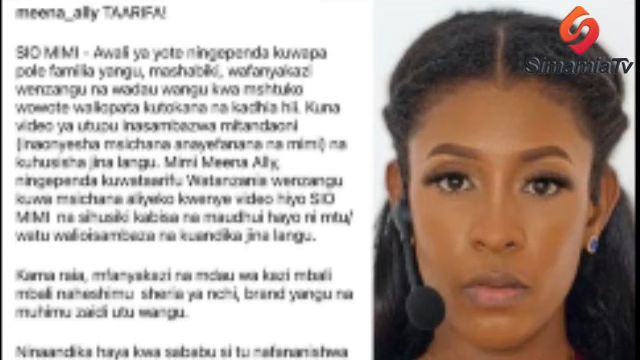 meena_ally TAARIFA!
SIO MIMI - Awali ya yote ningependa kuwapa
pole familia yangu, mashabiki, wafanyakazi
wenzangu na wadau wangu kwa mshtuko
wowote waliopata kutokana na kadhia hii. Kuna
video ya utupu inasambazwa mitandaoni
(inaonyesha msichana anayefanana na mimi) na
kuhusisha jina langu. Mimi Meena Ally,
ningependa kuwataarifu Watanzania wenzangu
kuwa msichana aliyeko kwenye video hiyo SIO
MIMI na sihusiki kabisa na maudhui hayo ni mtu/
watu walioisambaza na kuandika jina langu.
Kama raia, mfanyakazi na mdau wa kazi mbali
mbali naheshimu sheria ya nchi, brand yangu na
muhimu zaidi utu wangu.
Ninaandika haya kwa sababu si tu nafananishwa
SimamiaTv